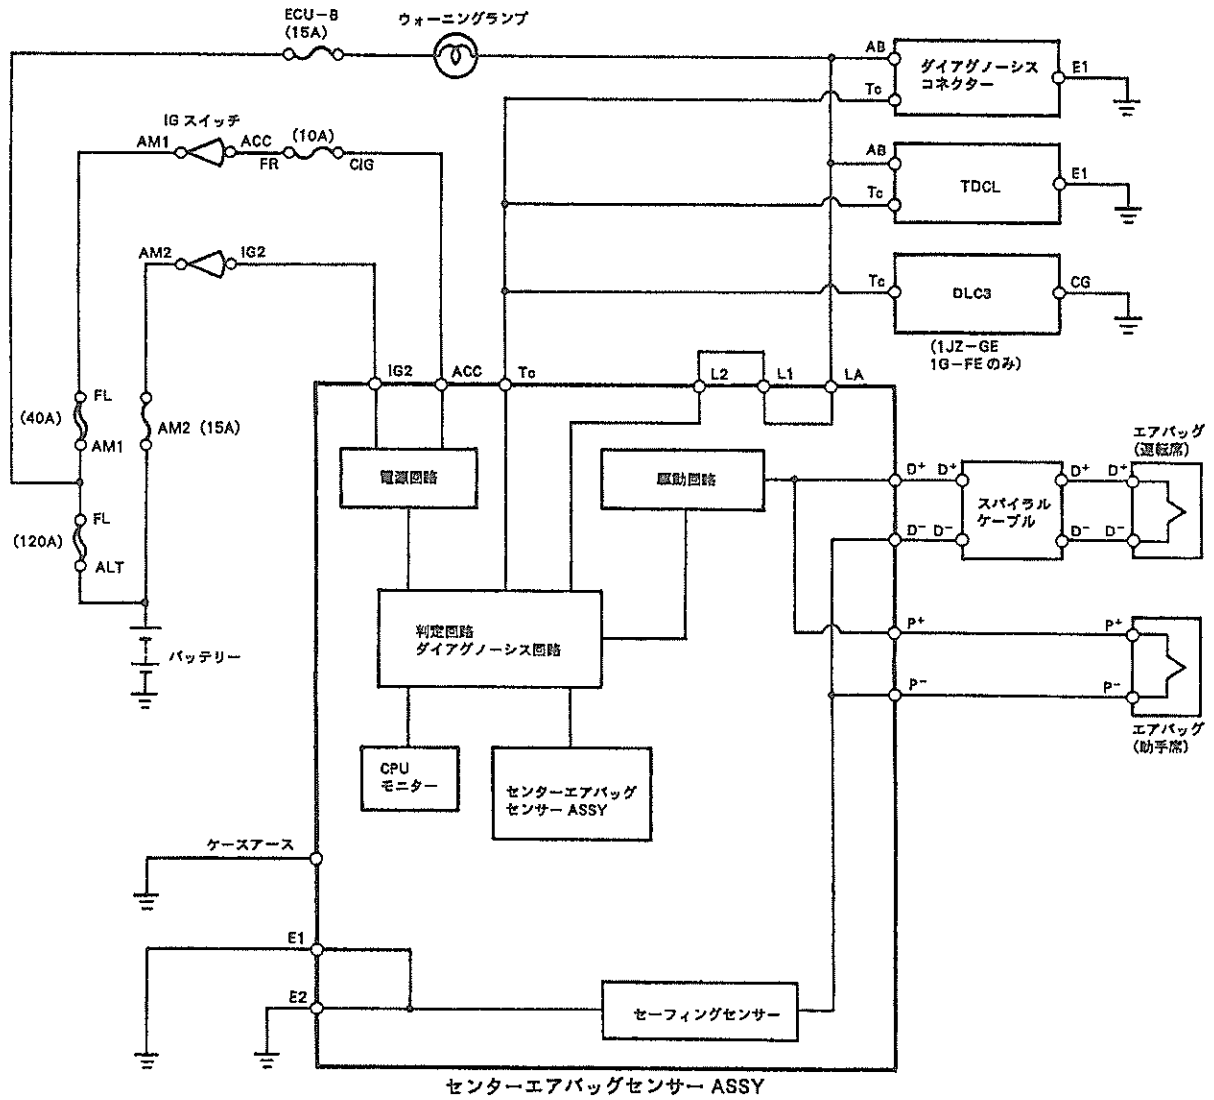 ECU-B
(15A)
ウォーニングランプ
AB
ダイアグノーシス
コネクター
E1
Tc
IG スイッチ
AM1
ACC
(10A)
FR
CIG
AB
TDCL
E1
Tc
AM2
IG2
Tc
DLC3
CG
(1JZ-GE
1G-FE のみ)
IG2
ACC
Tc
L2
L1
LA
FL
(40A)
AM1
AM2 (15A)
FL
(120A)
ALT
バッテリー
電源回路
駆動回路
D+ D+
スパイラル
ケーブル
D+ D+
エアバッグ
(運転席)
D- D-
D- D-
判定回路
ダイアグノーシス回路
P+
P+
P-
P-
エアバッグ
(助手席)
CPU
モニター
センターエアバッグ
センサー ASSY
ケースアース
E1
E2
セーフィングセンサー
センターエアバッグセンサー ASSY